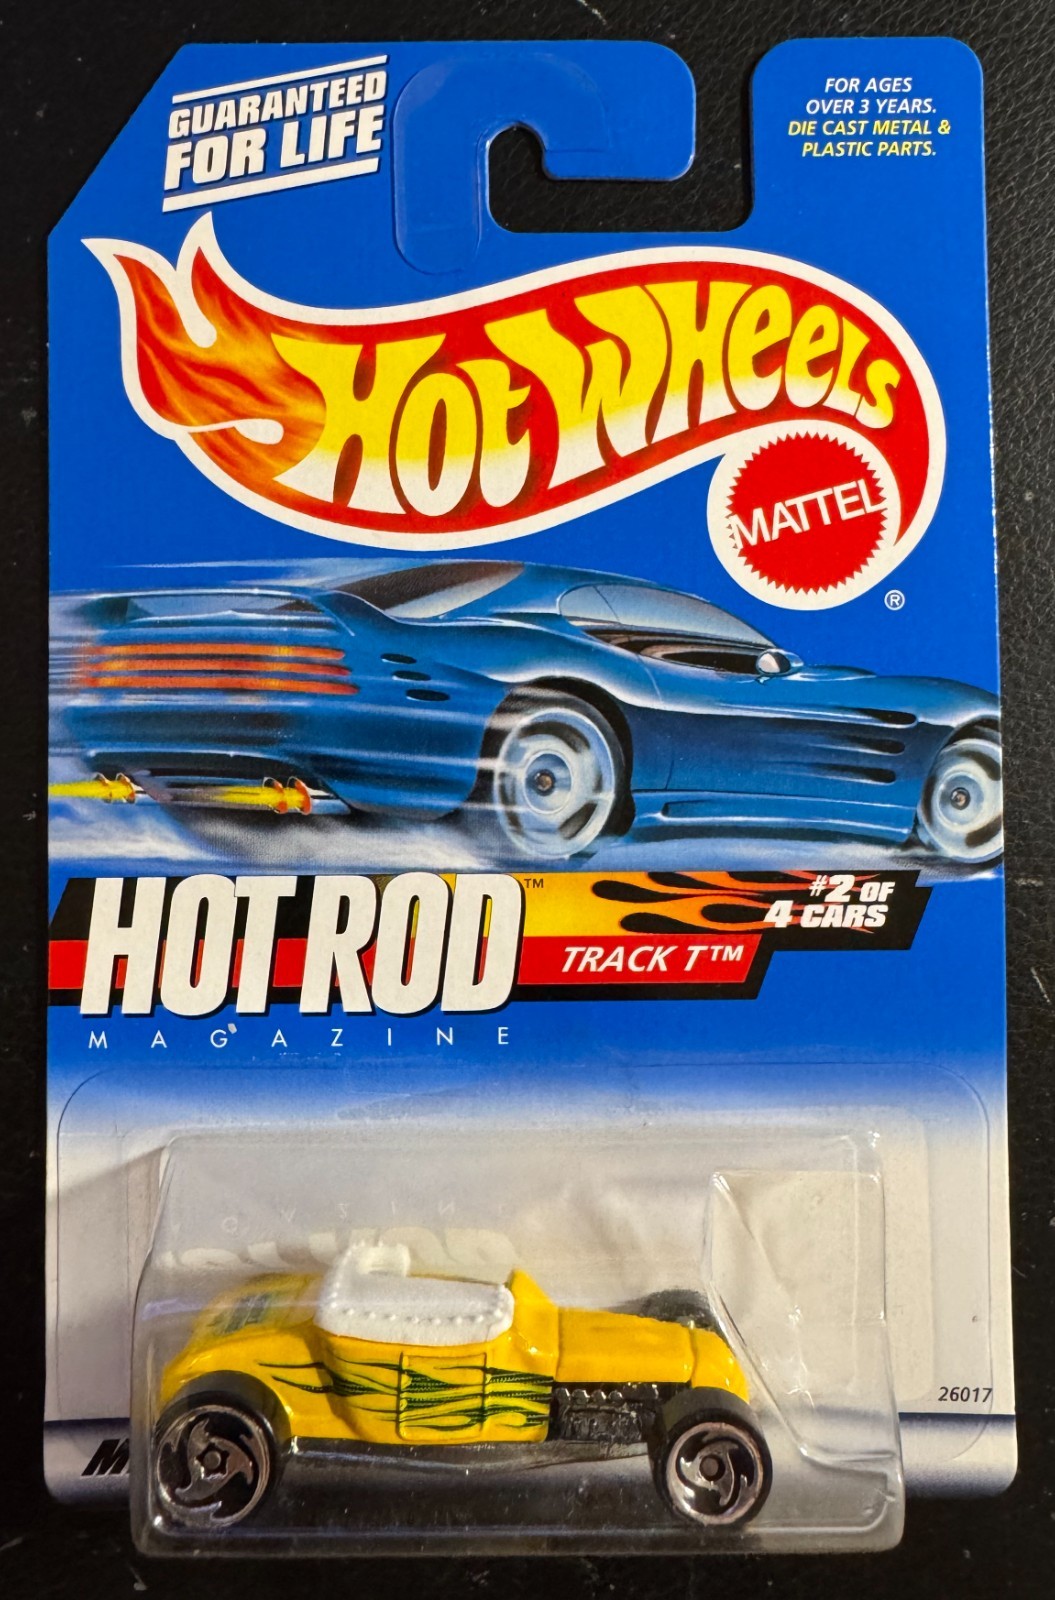 GUARANTEED
FOR LIFE
FOR AGES
OVER 3 YEARS.
DIE CAST METAL &
PLASTIC PARTS.
Hot Wheels
MATTEL
®
HOT ROD™
MAGAZINE
#2 OF
4 CARS
TRACK T™
26017